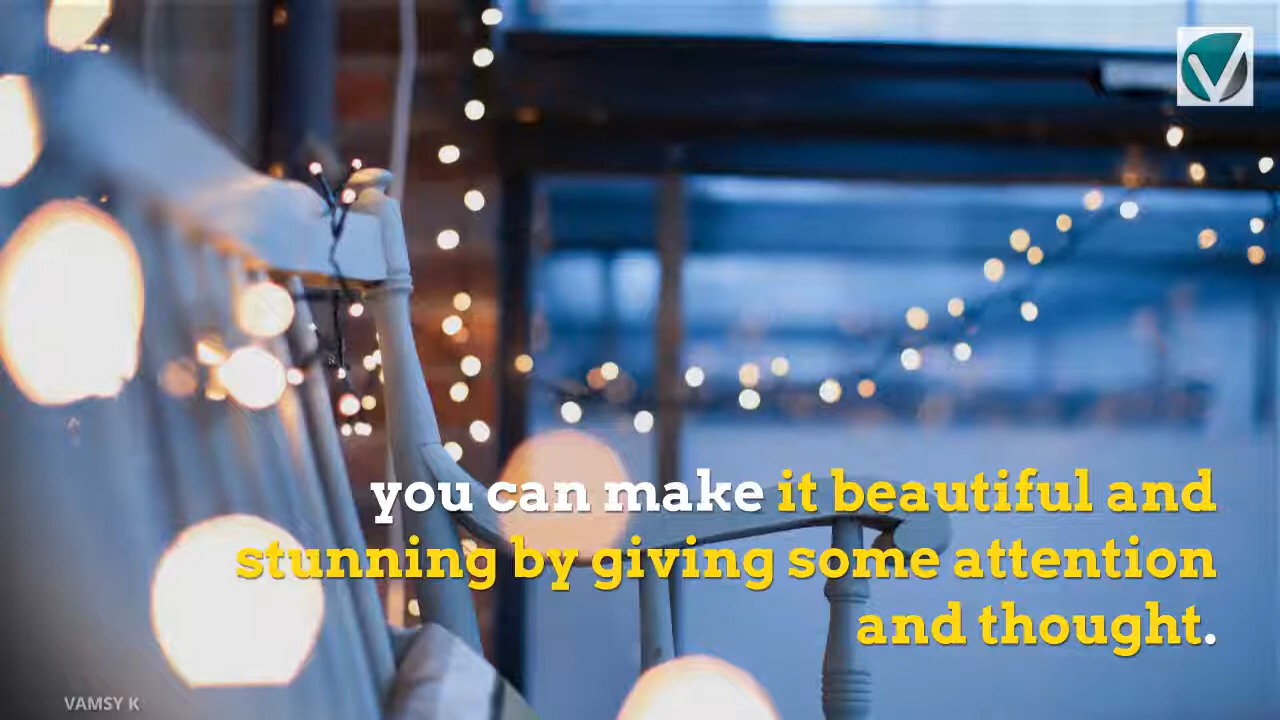 you can make it beautiful and
stunning by giving some attention
and thought.
VAMSY K